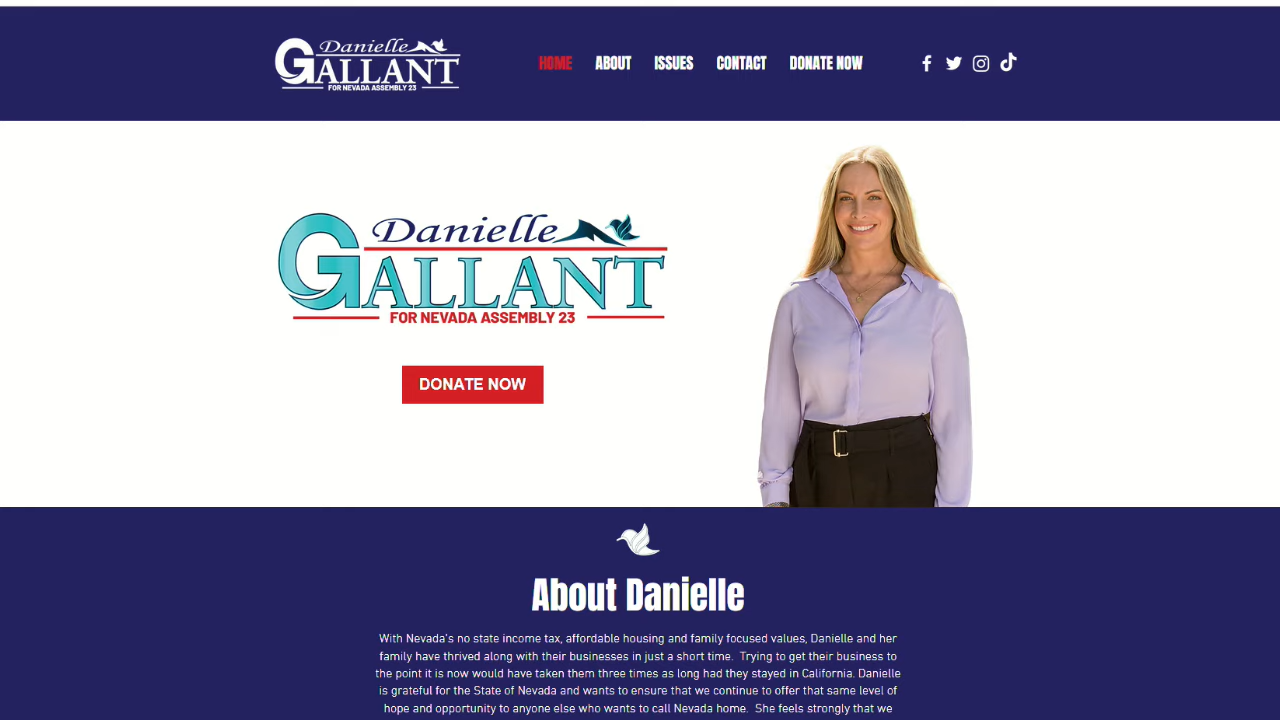 Danielle
GALLANT
FOR NEVADA ASSEMBLY 23
HOME ABOUT ISSUES CONTACT DONATE NOW
Danielle
GALLANT
FOR NEVADA ASSEMBLY 23
DONATE NOW
About Danielle
With Nevada's no state income tax, affordable housing and family focused values, Danielle and her
family have thrived along with their businesses in just a short time. Trying to get their business to
the point it is now would have taken them three times as long had they stayed in California. Danielle
is grateful for the State of Nevada and wants to ensure that we continue to offer that same level of
hope and opportunity to anyone else who wants to call Nevada home. She feels strongly that we